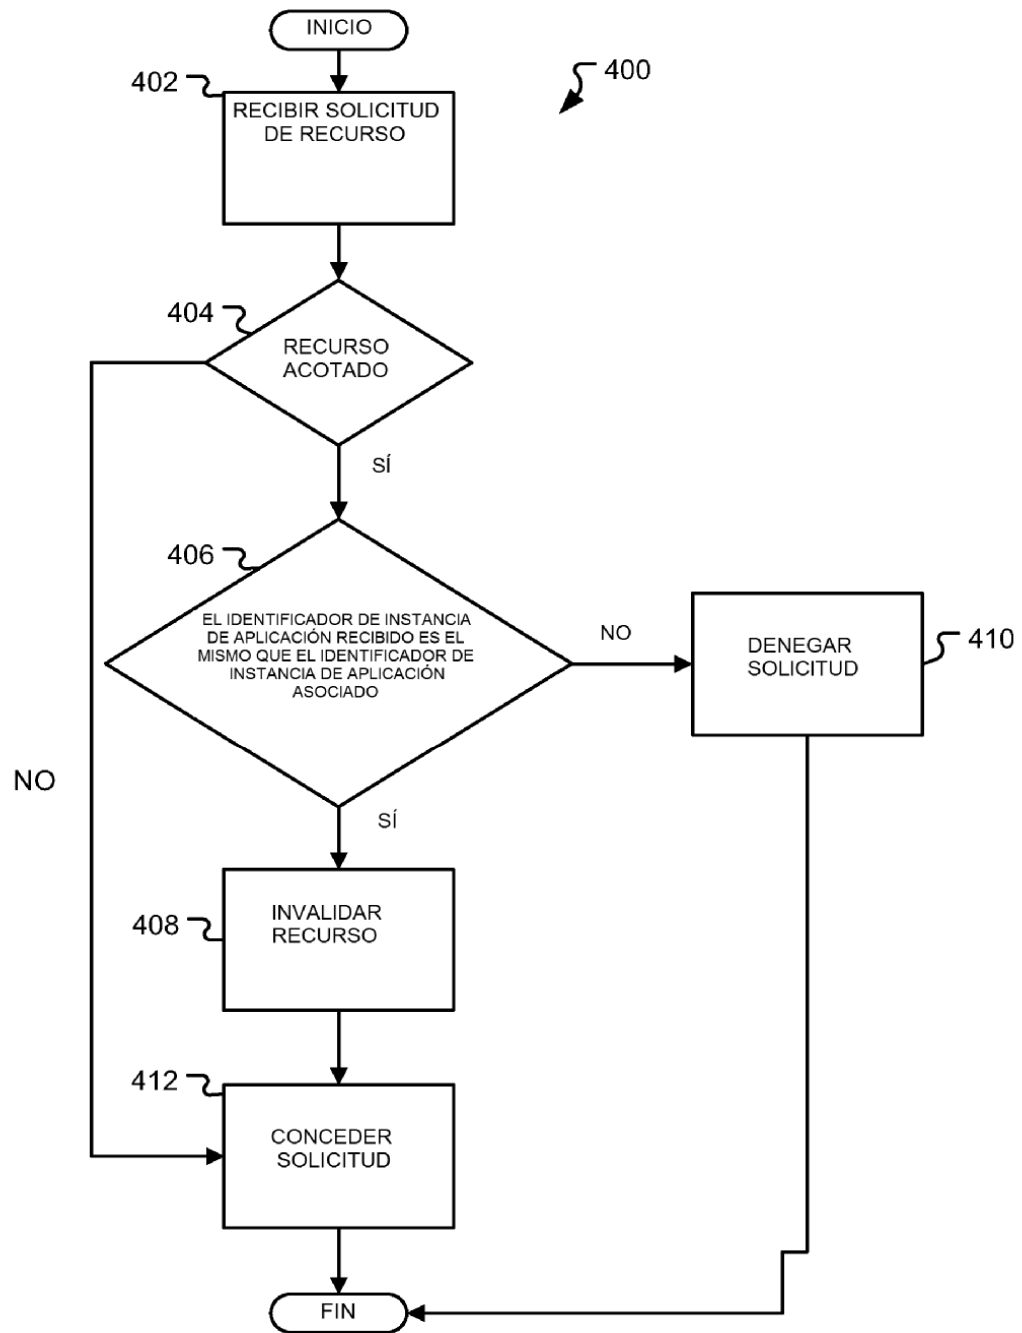 INICIO
402
400
RECIBIR SOLICITUD
DE RECURSO
404
RECURSO
ACOTADO
SÍ
406
EL IDENTIFICADOR DE INSTANCIA
DE APLICACIÓN RECIBIDO ES EL
MISMO QUE EL IDENTIFICADOR DE
INSTANCIA DE APLICACIÓN
ASOCIADO
NO
DENEGAR
SOLICITUD
410
NO
SÍ
408
INVALIDAR
RECURSO
412
CONCEDER
SOLICITUD
FIN